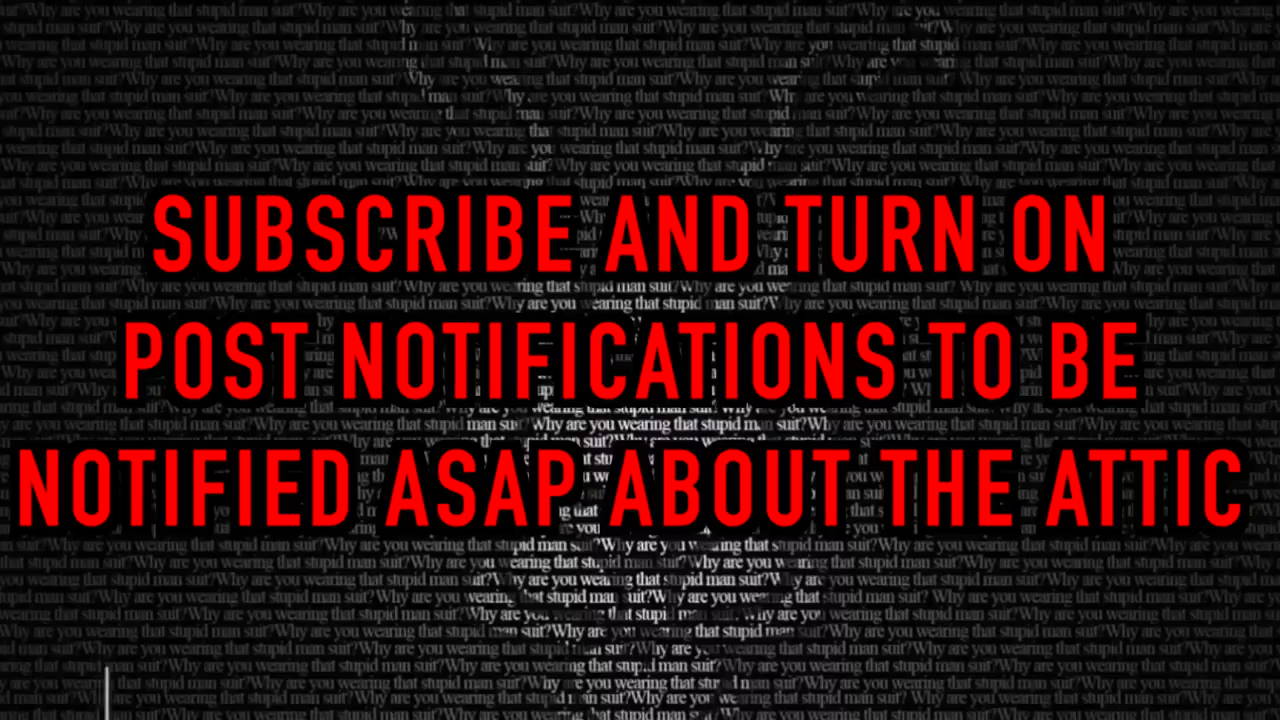 SUBSCRIBE AND TURN ON
POST NOTIFICATIONS TO BE
NOTIFIED ASAP ABOUT THE ATTIC
Why are you wearing that stupid man suit?